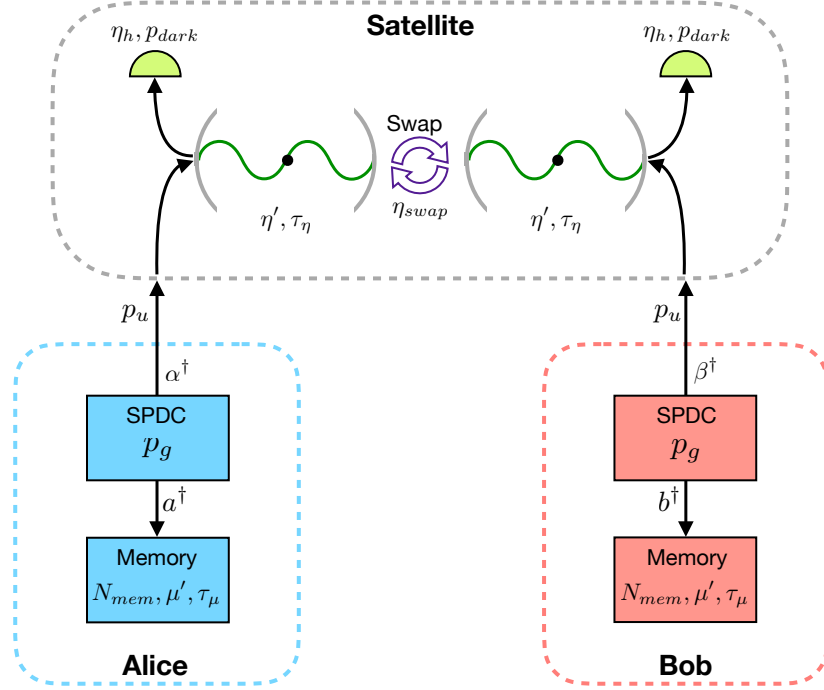 Satellite
η_h, p_dark
η_h, p_dark
Swap
η_swap
η′, τ_η
η′, τ_η
p_u
p_u
α†
β†
SPDC
p_g
SPDC
p_g
a†
b†
Memory
N_mem, μ′, τ_μ
Memory
N_mem, μ′, τ_μ
Alice
Bob